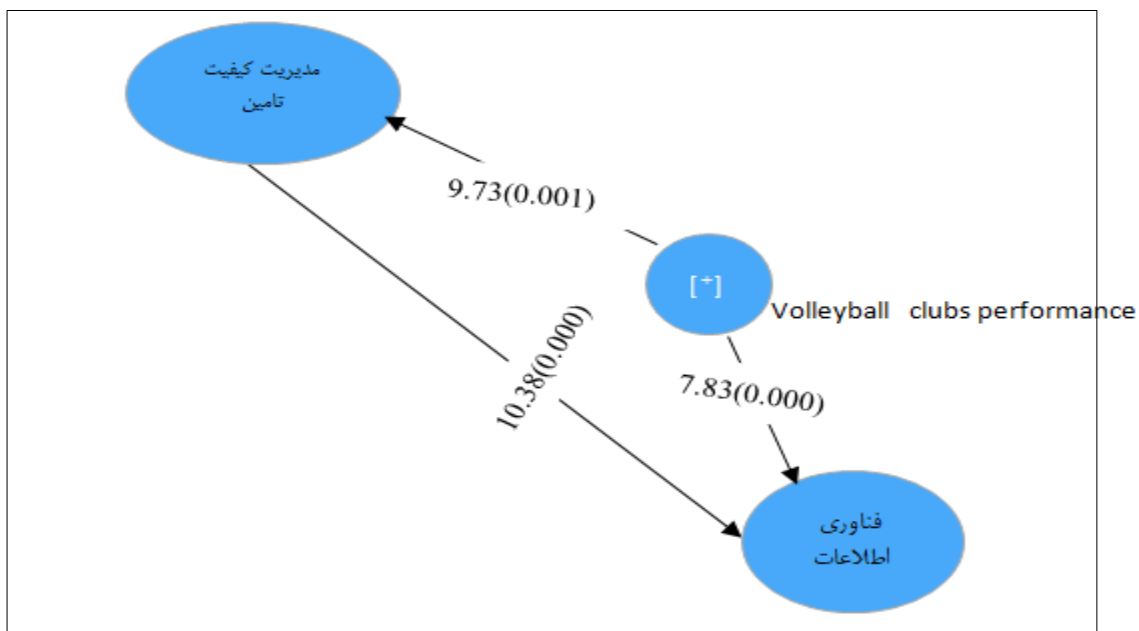 مدیریت کیفیت
تامین
9.73(0.001)
[+]
Volleyball clubs performance
10.38(0.000)
7.83(0.000)
فناوری
اطلاعات